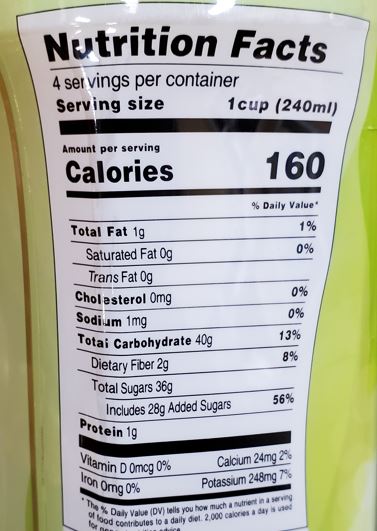 Nutrition Facts
4 servings per container
Serving size 1cup (240ml)
Amount per serving
Calories 160
% Daily Value*
Total Fat 1g 1%
Saturated Fat 0g 0%
Trans Fat 0g
Cholesterol 0mg 0%
Sodium 1mg 0%
Total Carbohydrate 40g 13%
Dietary Fiber 2g 8%
Total Sugars 36g
Includes 28g Added Sugars 56%
Protein 1g
Vitamin D 0mcg 0% Calcium 24mg 2%
Iron 0mg 0% Potassium 248mg 7%
*The % Daily Value (DV) tells you how much a nutrient in a serving
of food contributes to a daily diet. 2,000 calories a day is used
for